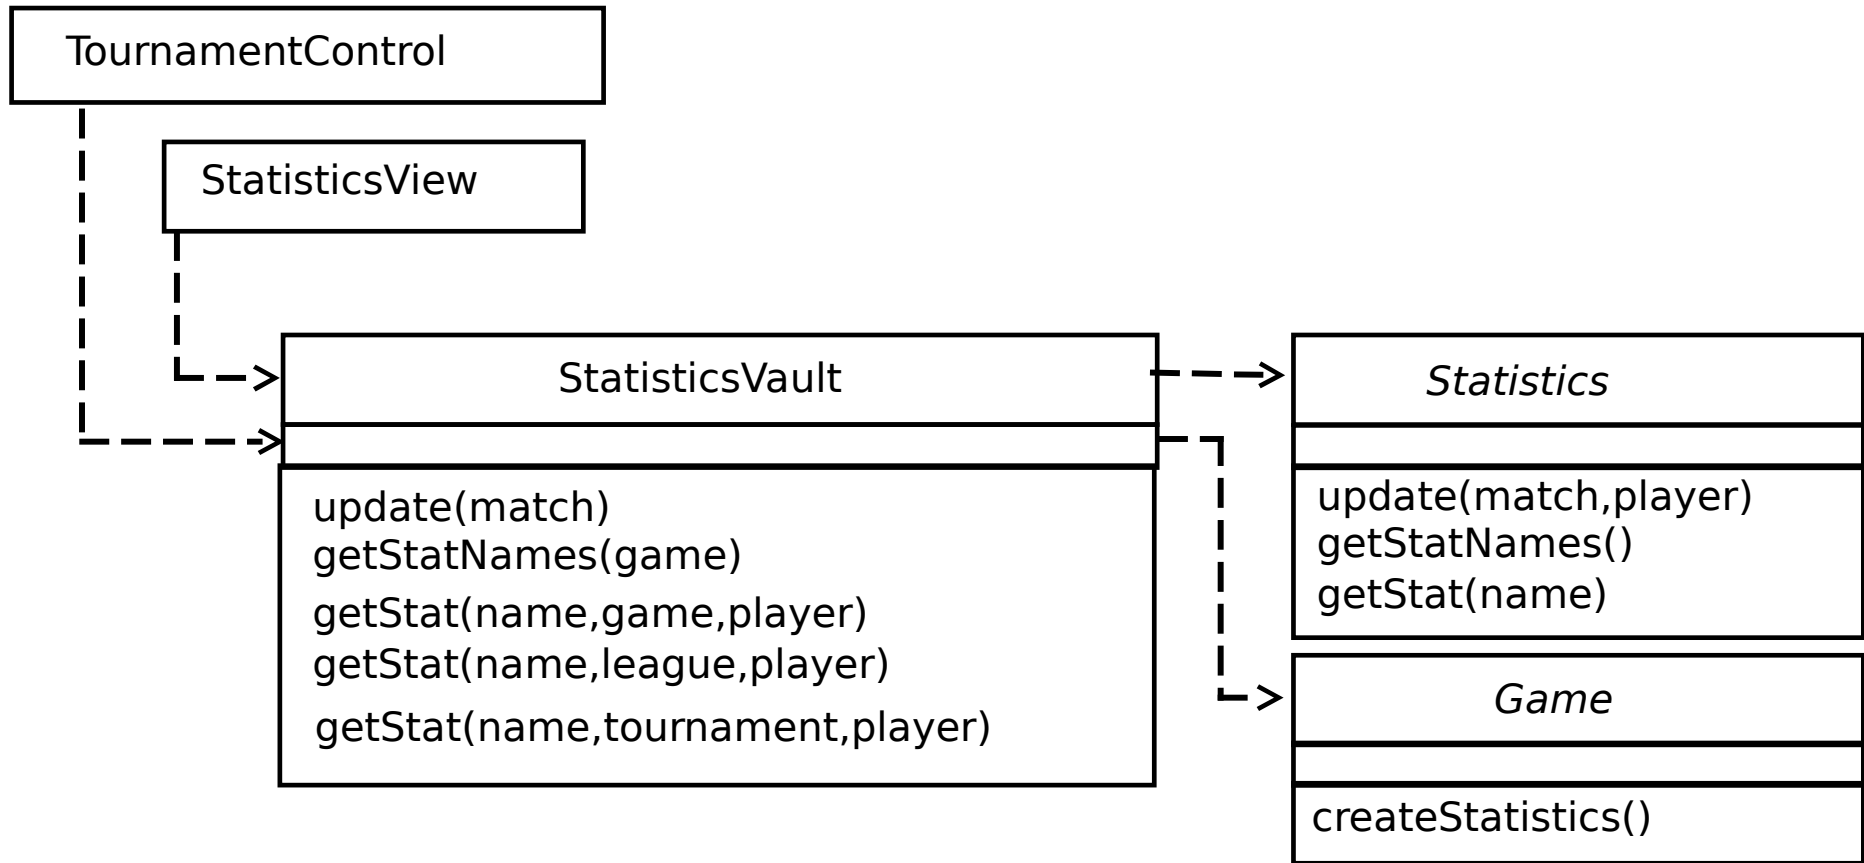 TournamentControl
StatisticsView
StatisticsVault
update(match)
getStatNames(game)
getStat(name,game,player)
getStat(name,league,player)
getStat(name,tournament,player)
Statistics
update(match,player)
getStatNames()
getStat(name)
Game
createStatistics()